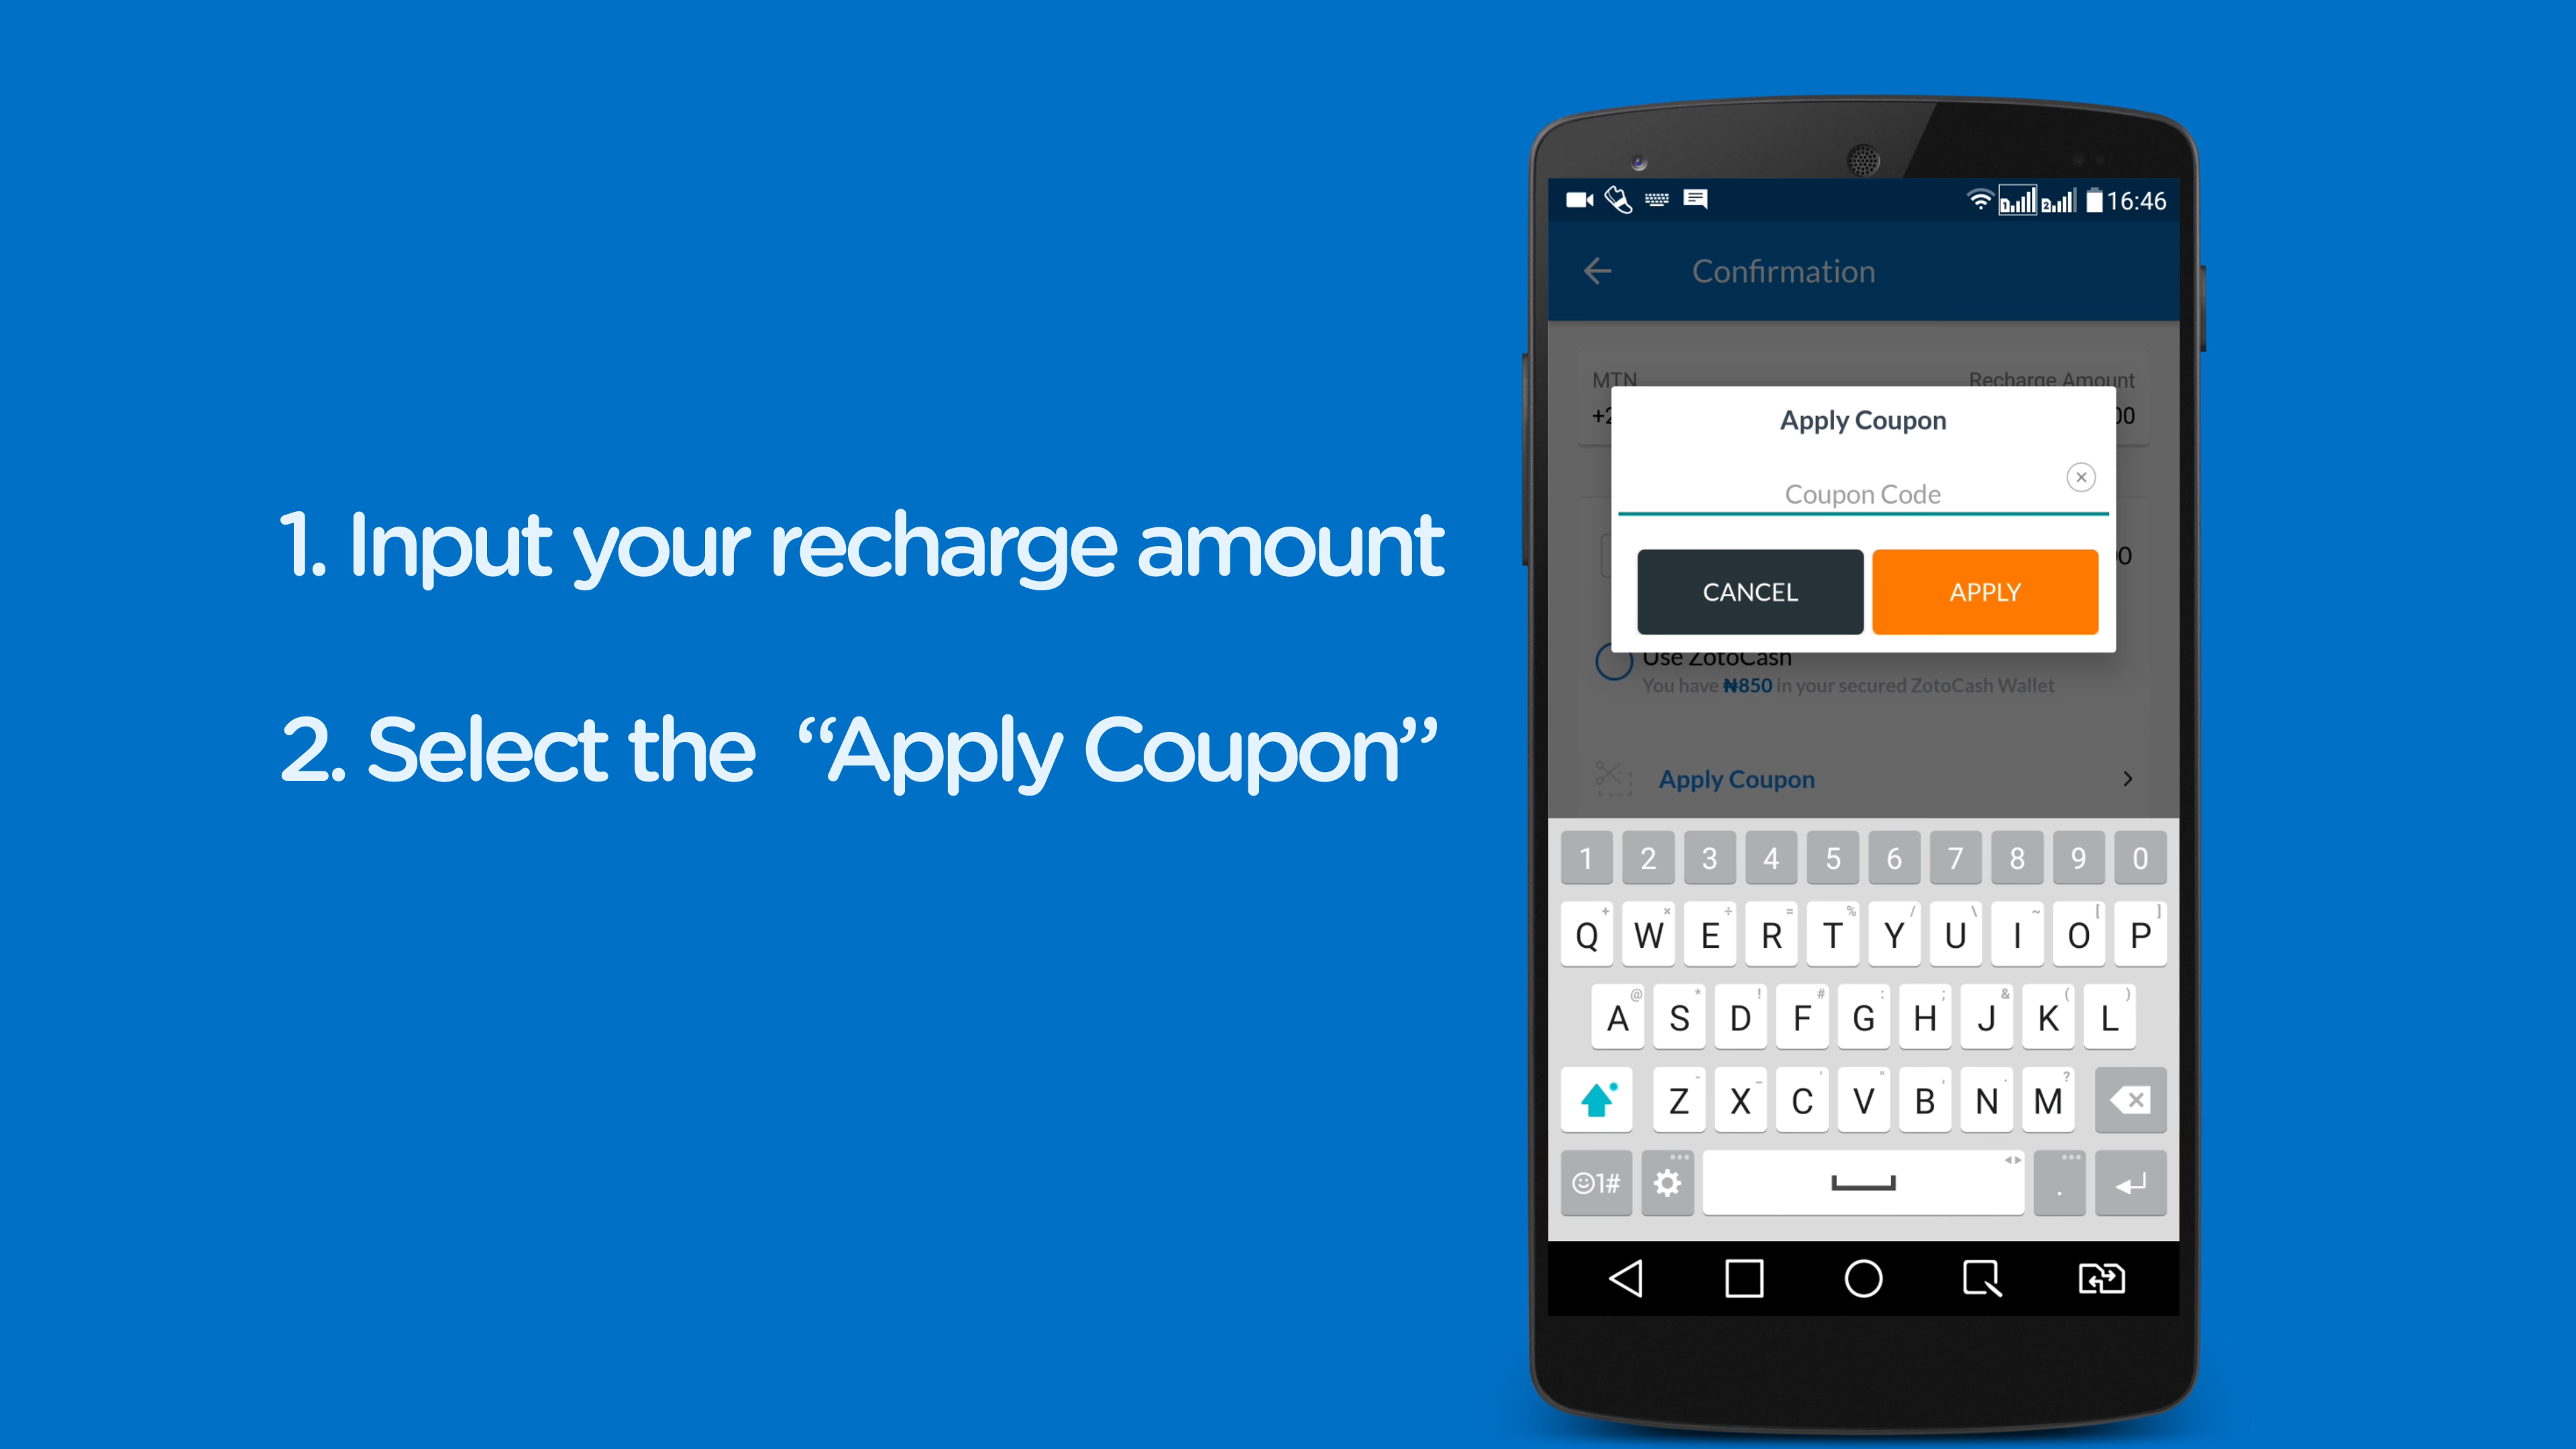 1. Input your recharge amount
2. Select the “Apply Coupon”
16:46
Confirmation
MTN Recharge Amount
Apply Coupon
Coupon Code
CANCEL APPLY
Use ZotoCash
You have ₦850 in your secured ZotoCash Wallet
Apply Coupon
1 2 3 4 5 6 7 8 9 0
Q W E R T Y U I O P
A S D F G H J K L
Z X C V B N M
1# .